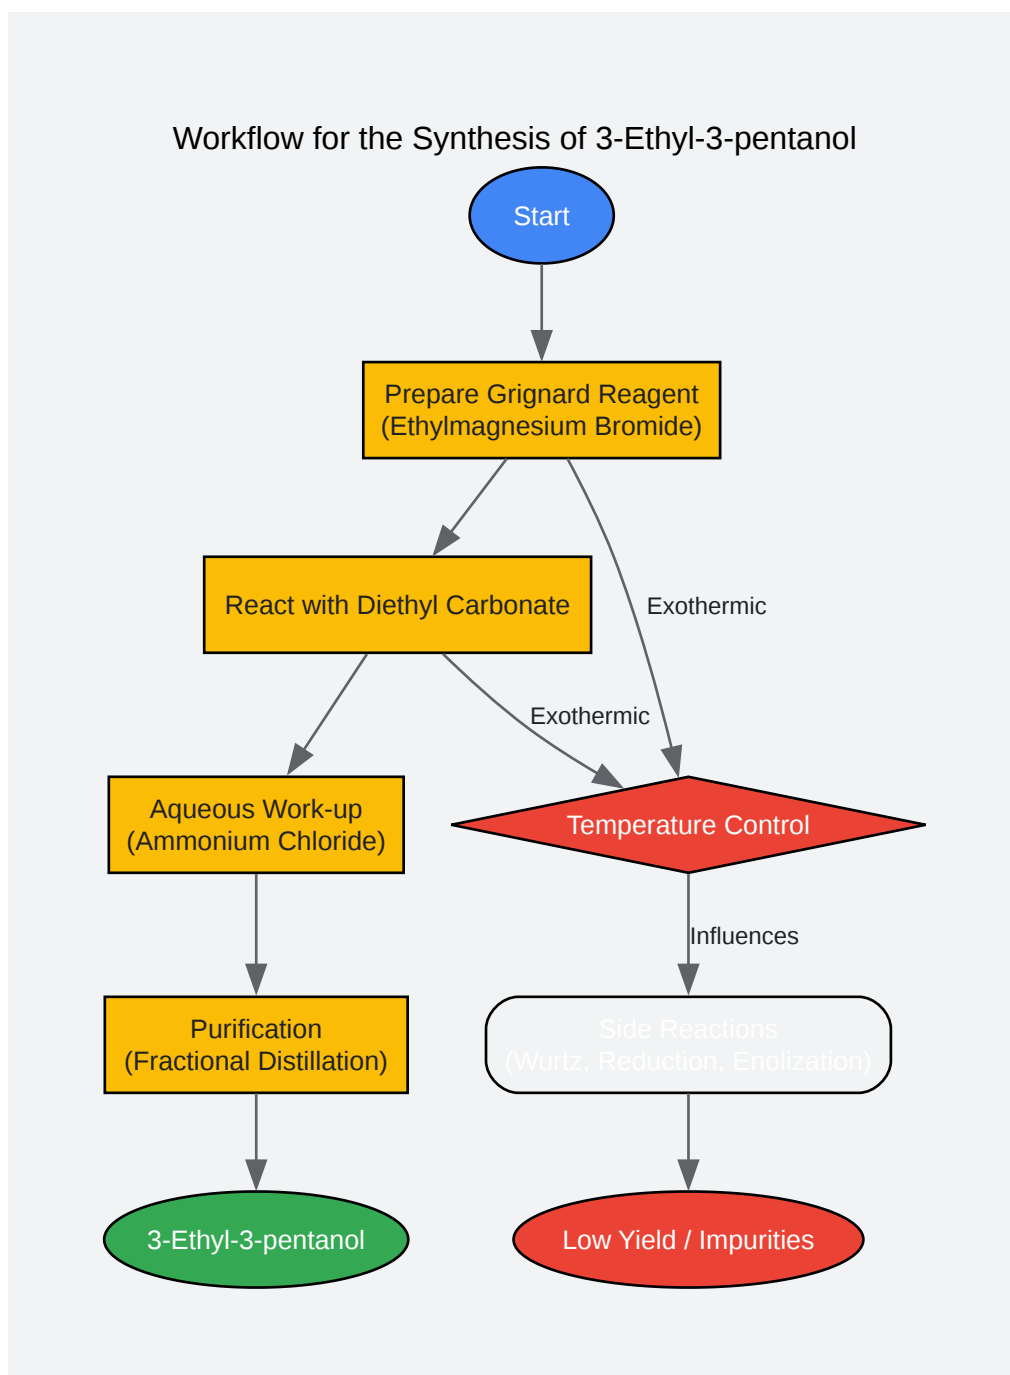 Workflow for the Synthesis of 3-Ethyl-3-pentanol
Start
Prepare Grignard Reagent
(Ethylmagnesium Bromide)
React with Diethyl Carbonate
Exothermic
Exothermic
Aqueous Work-up
(Ammonium Chloride)
Temperature Control
Influences
Purification
(Fractional Distillation)
Side Reactions
(Wurtz, Reduction, Enolization)
3-Ethyl-3-pentanol
Low Yield / Impurities